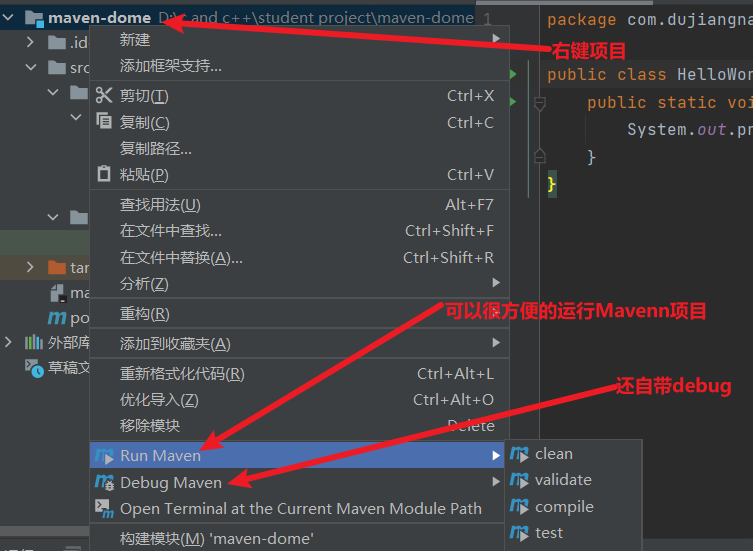 maven-dome D:\c and c++\student project\maven-dome
1
package com.dujiangna
.id
新建
右键项目
src
添加框架支持...
剪切(T) Ctrl+X
public class HelloWor
复制(C) Ctrl+C
public static voi
复制路径...
System.out.pr
粘贴(P) Ctrl+V
}
}
查找用法(U) Alt+F7
在文件中查找... Ctrl+Shift+F
在文件中替换(A)... Ctrl+Shift+R
tar
分析(Z)
ma
重构(R)
可以很方便的运行Mavenn项目
po
外部库
添加到收藏夹(A)
草稿文
重新格式化代码(R) Ctrl+Alt+L
还自带debug
优化导入(Z) Ctrl+Alt+O
移除模块 Delete
Run Maven
clean
Debug Maven
validate
Open Terminal at the Current Maven Module Path
compile
构建模块(M) 'maven-dome'
test